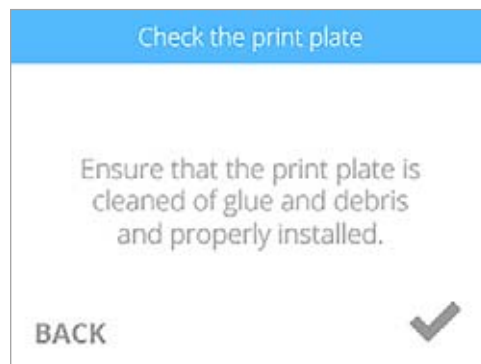 Check the print plate
Ensure that the print plate is
cleaned of glue and debris
and properly installed.
BACK